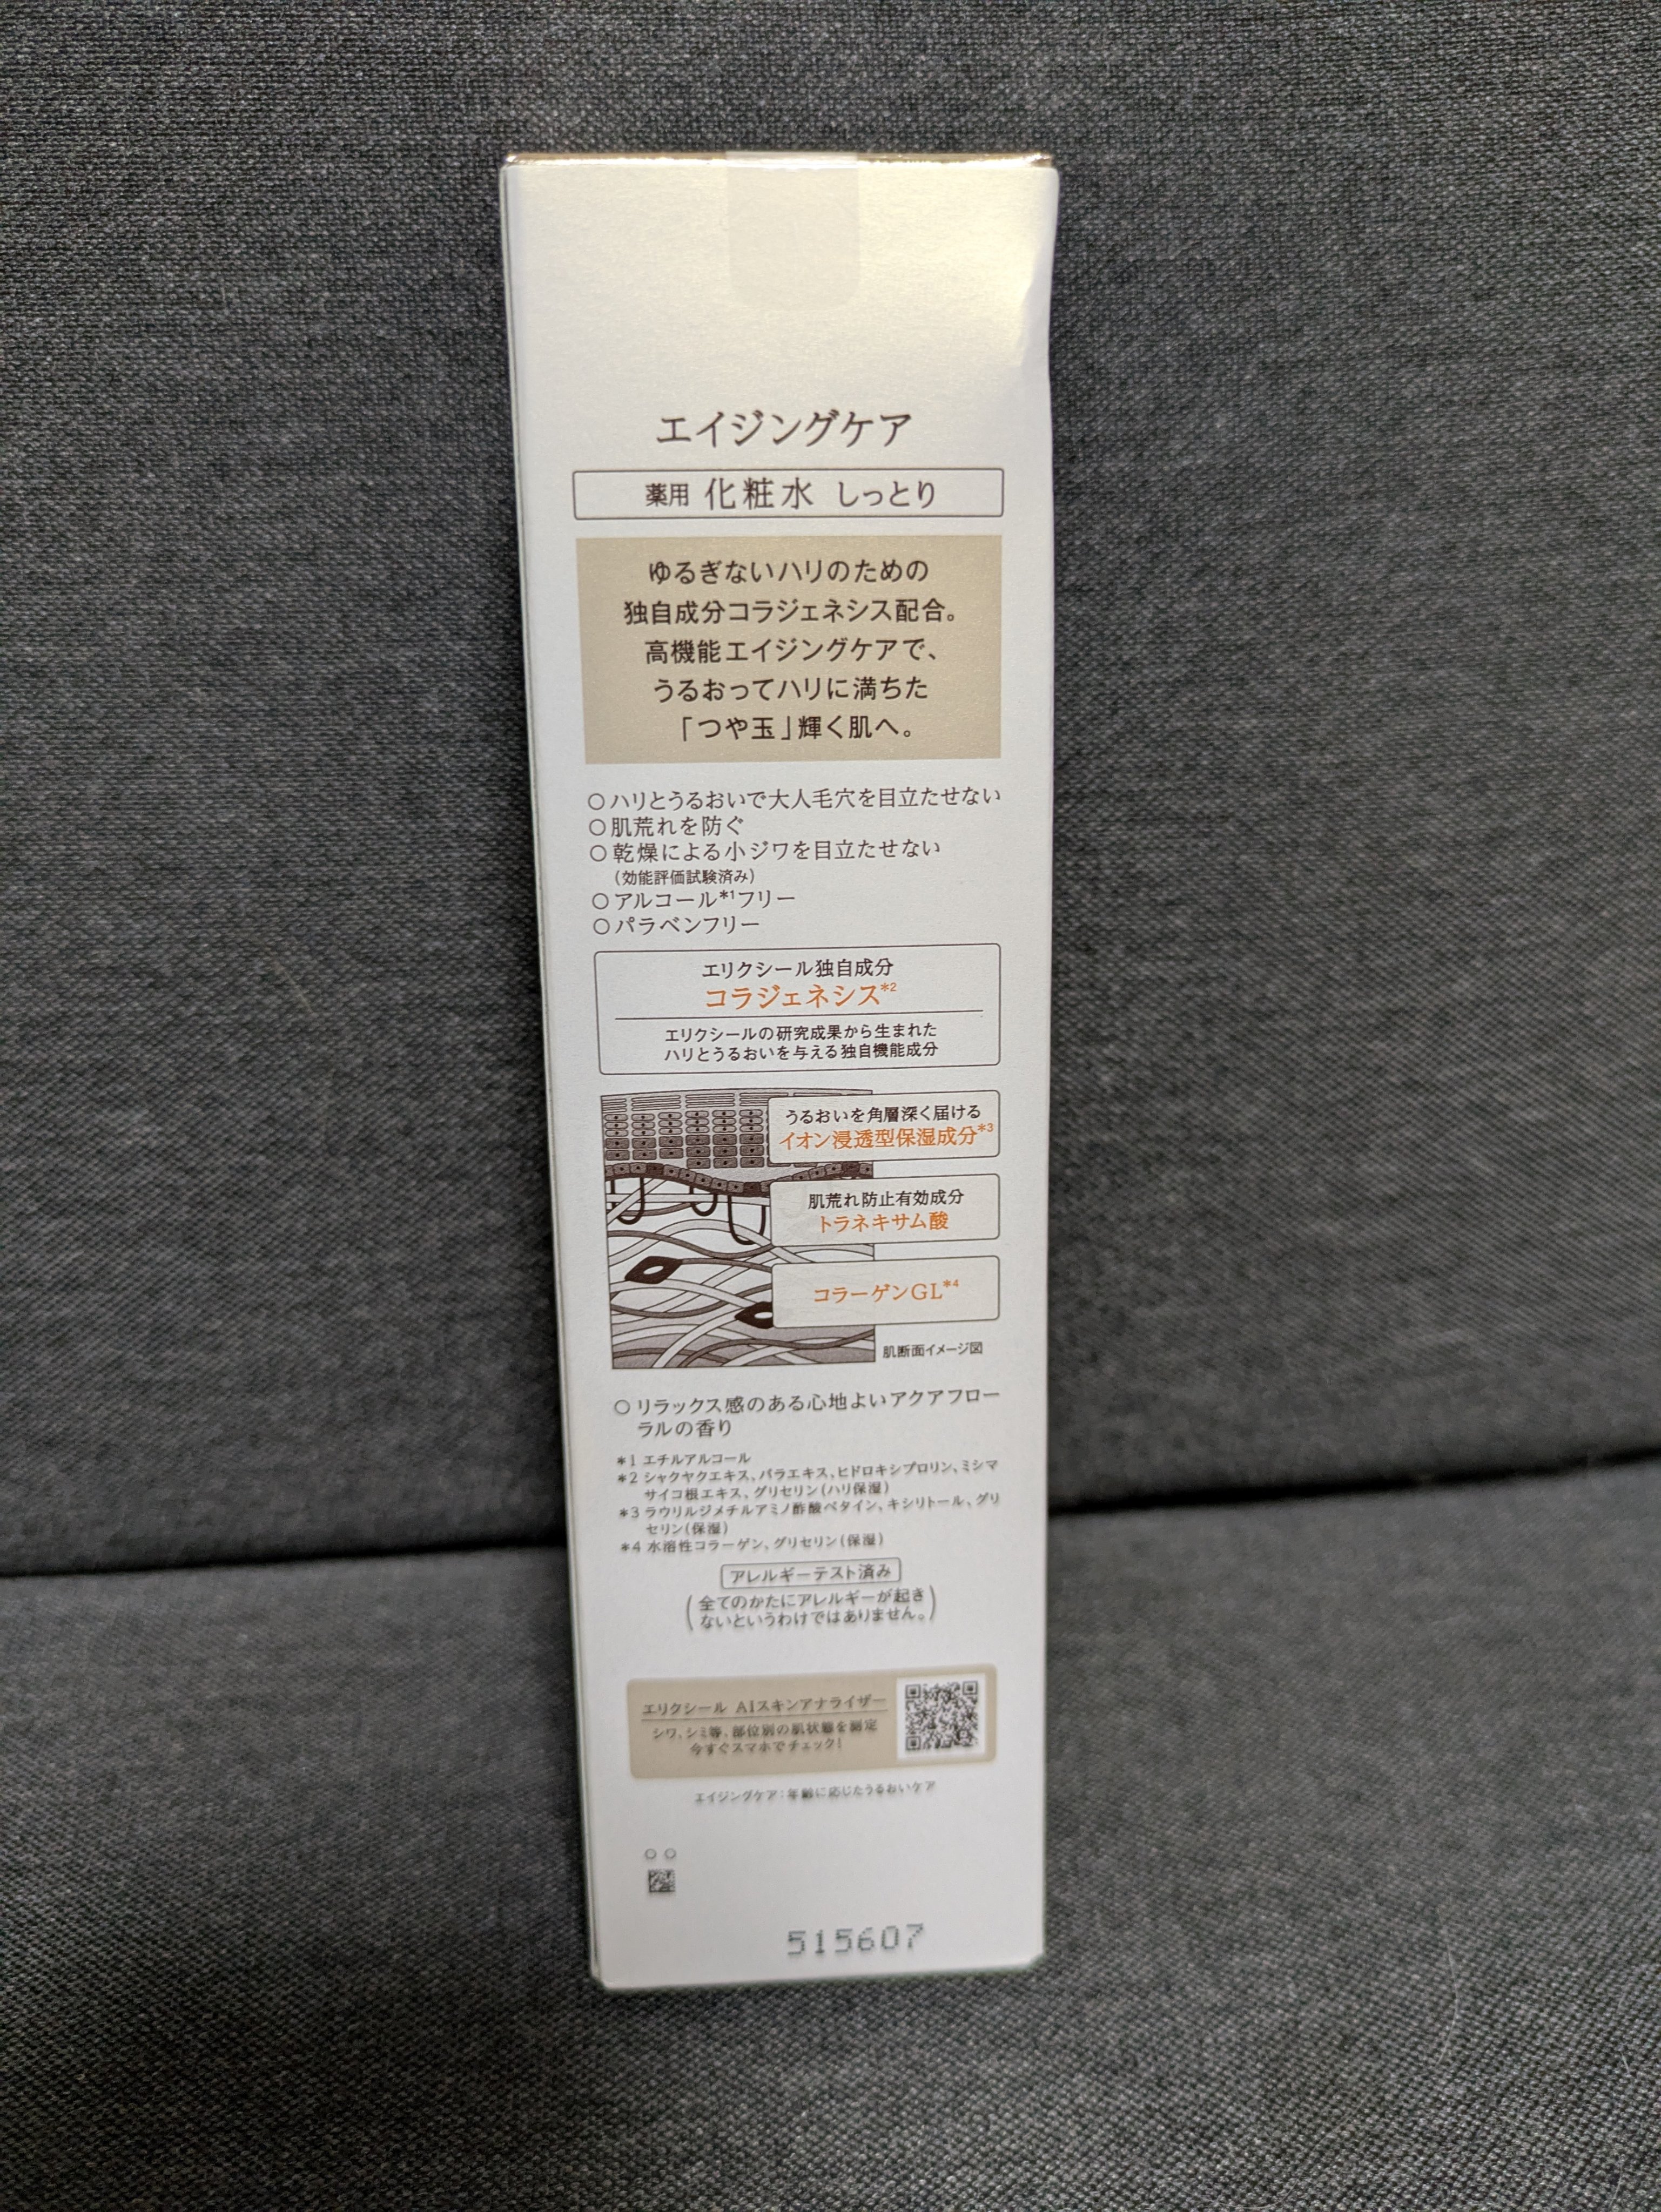 エイジングケア
薬用 化粧水 しっとり
ゆるぎないハリのための
独自成分コラジェネシス配合。
高機能エイジングケアで、
うるおってハリに満ちた
「つや玉」輝く肌へ。
○ハリとうるおいで大人毛穴を目立たせない
○肌荒れを防ぐ
○乾燥による小ジワを目立たせない
(効能評価試験済み)
○アルコール*1フリー
○パラベンフリー
エリクシール独自成分
コラジェネシス*2
エリクシールの研究成果から生まれた
ハリとうるおいを与える独自機能成分
うるおいを角層深く届ける
イオン浸透型保湿成分*3
肌荒れ防止有効成分
トラネキサム酸
コラーゲンGL*4
肌断面イメージ図
○リラックス感のある心地よいアクアフロー
ラルの香り
*1 エチルアルコール
*2 シャクヤクエキス、バラエキス、ヒドロキシプロリン、ミシマ
サイコ根エキス、グリセリン(ハリ保湿)
*3 ラウリルジメチルアミノ酢酸ベタイン、キシリトール、グリ
セリン(保湿)
*4 水溶性コラーゲン、グリセリン(保湿)
アレルギーテスト済み
(全てのかたにアレルギーが起き
ないというわけではありません。)
エリクシール AIスキンアナライザー
シワ、シミ等、部位別の肌状態を測定
今すぐスマホでチェック!
エイジングケア:年齢に応じたうるおいケア
515607